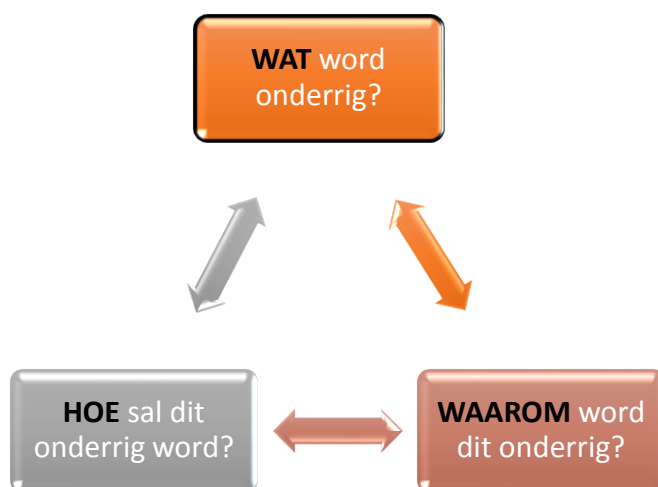 WAT word
onderrig?
HOE sal dit
onderrig word?
WAAROM word
dit onderrig?